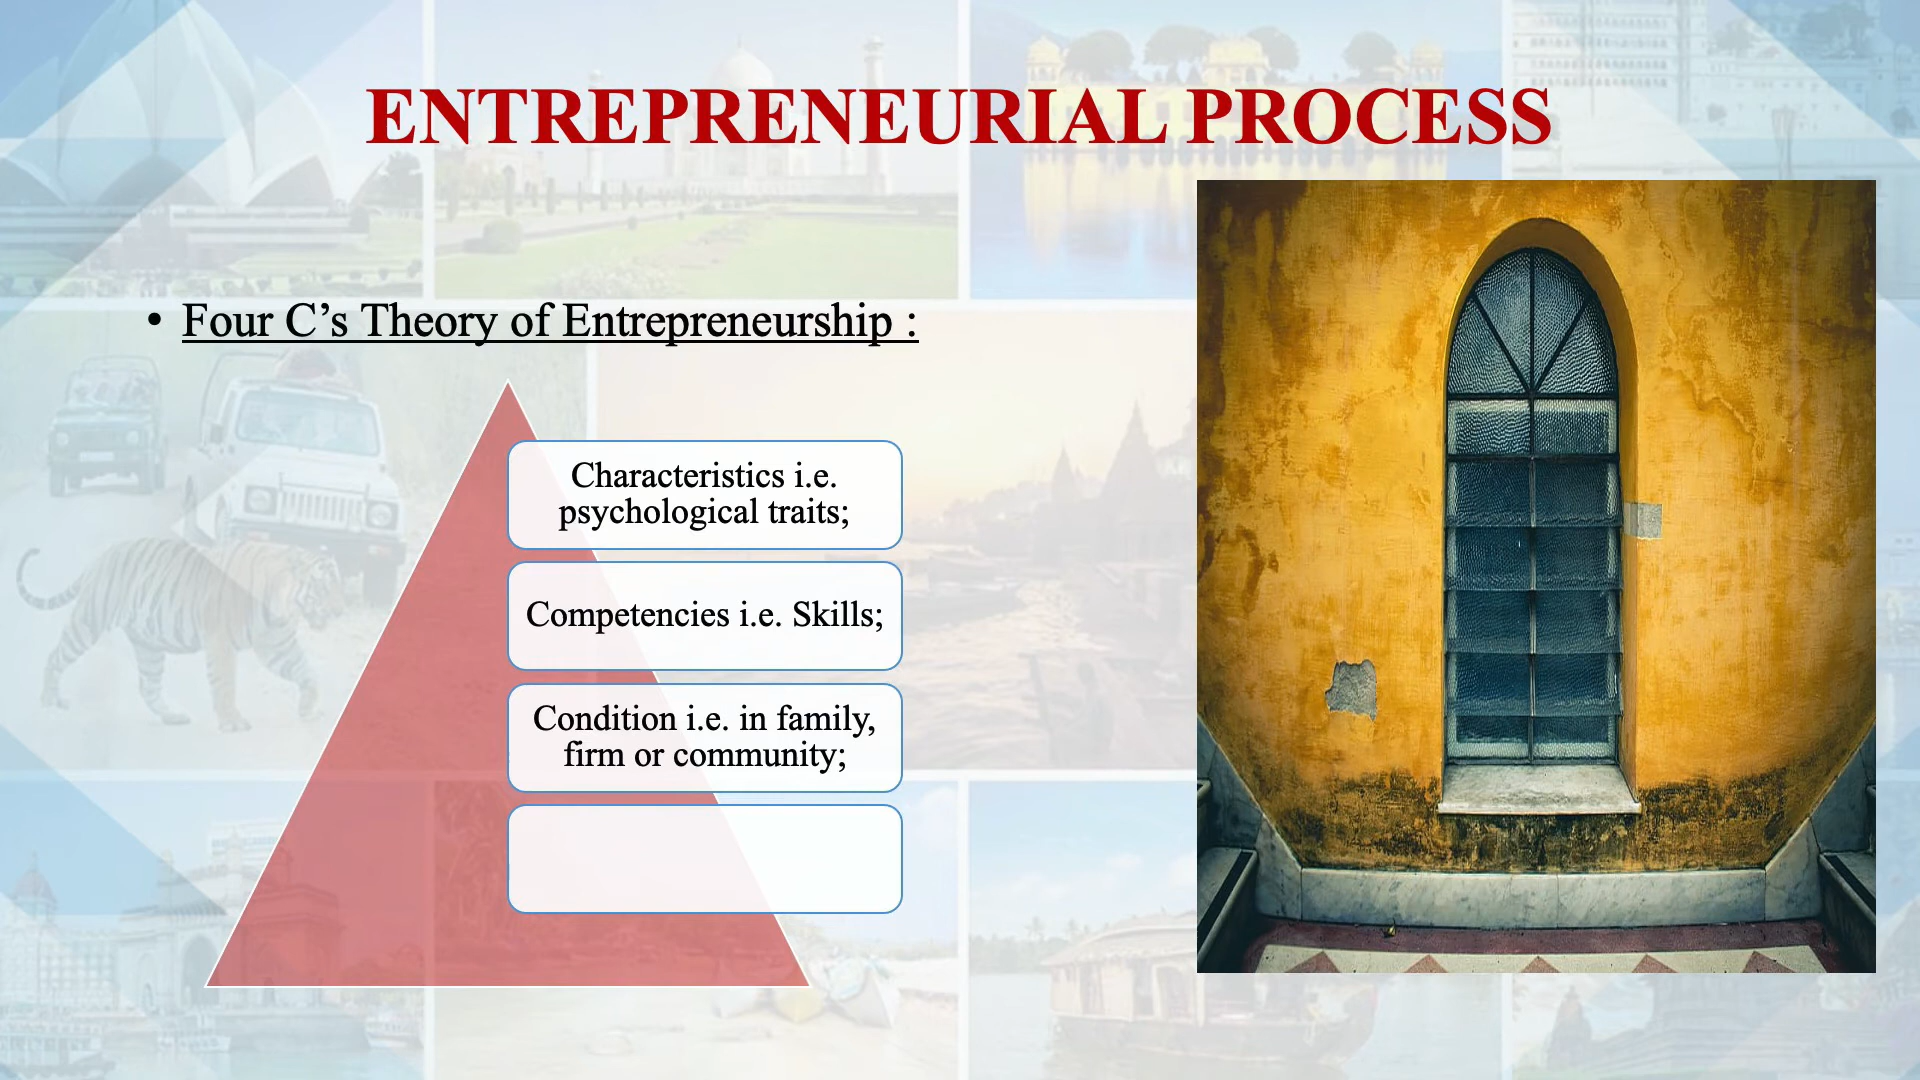 ENTREPRENEURIAL PROCESS
• Four C’s Theory of Entrepreneurship :
Characteristics i.e.
psychological traits;
Competencies i.e. Skills;
Condition i.e. in family,
firm or community;